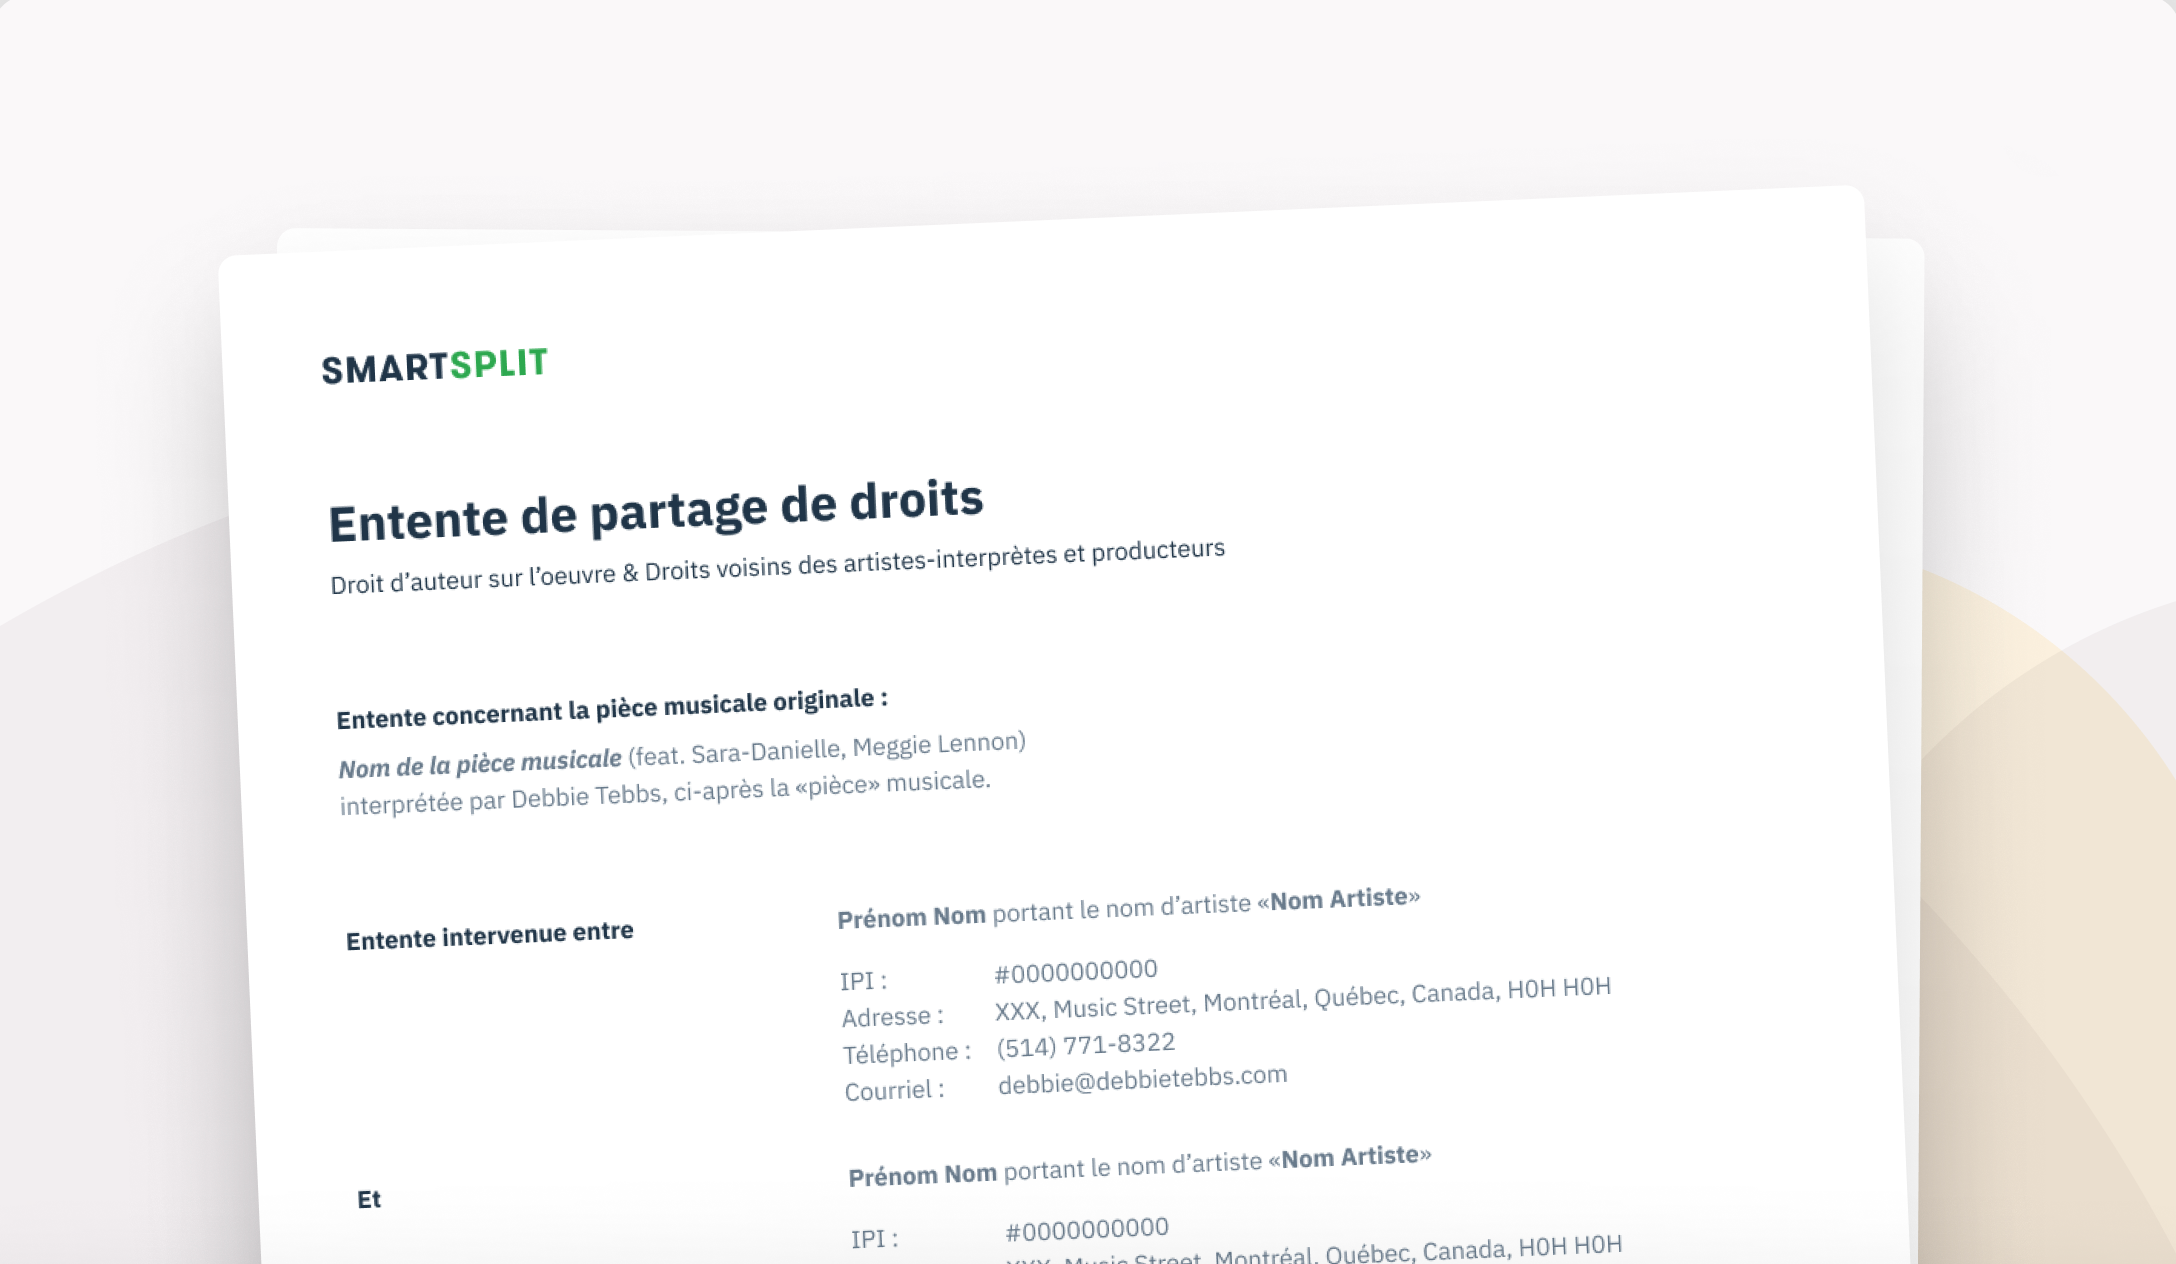 SMARTSPLIT
Entente de partage de droits
Droit d’auteur sur l’oeuvre & Droits voisins des artistes-interprètes et producteurs
Entente concernant la pièce musicale originale :
Nom de la pièce musicale (feat. Sara-Danielle, Meggie Lennon)
interprétée par Debbie Tebbs, ci-après la «pièce» musicale.
Entente intervenue entre
Prénom Nom portant le nom d’artiste «Nom Artiste»
IPI : #0000000000
Adresse : XXX, Music Street, Montréal, Québec, Canada, H0H H0H
Téléphone : (514) 771-8322
Courriel : debbie@debbietebbs.com
Et
Prénom Nom portant le nom d’artiste «Nom Artiste»
IPI : #0000000000
XXX, Music Street, Montréal, Québec, Canada, H0H H0H